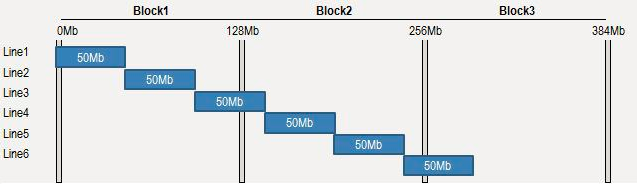 Block1 Block2 Block3
0Mb 128Mb 256Mb 384Mb
Line1 50Mb
Line2 50Mb
Line3 50Mb
Line4 50Mb
Line5 50Mb
Line6 50Mb